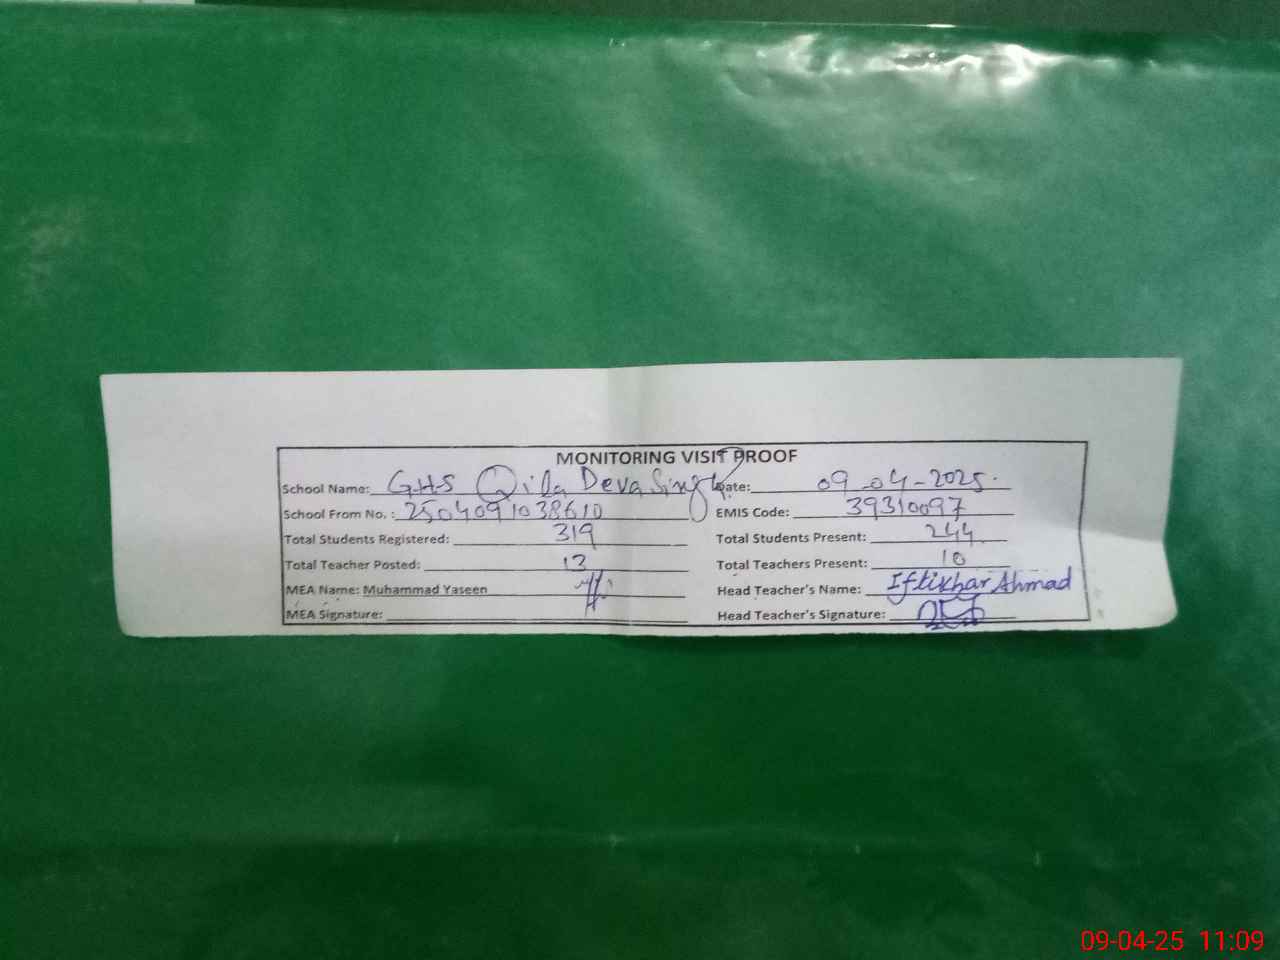 MONITORING VISIT PROOF
School Name: GHS Qila Deva Singh Date: 09-04-2025.
School From No. : 2504091038610 EMIS Code: 39310097
Total Students Registered: 319 Total Students Present: 244
Total Teacher Posted: 13 Total Teachers Present: 10
MEA Name: Muhammad Yaseen Head Teacher's Name: Iftikhar Ahmad
MEA Signature: Head Teacher's Signature:
09-04-25 11:09